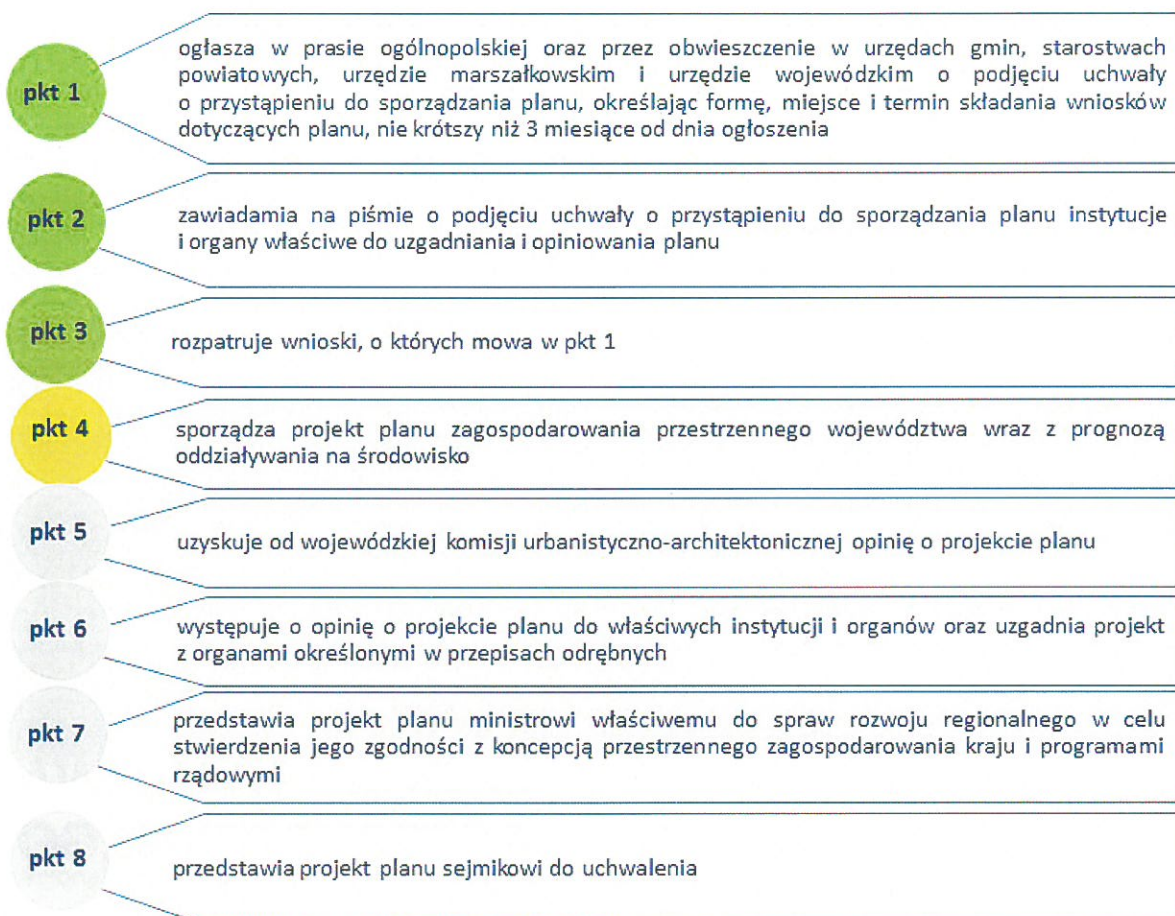 pkt 1
ogłasza w prasie ogólnopolskiej oraz przez obwieszczenie w urzędach gmin, starostwach
powiatowych, urzędzie marszałkowskim i urzędzie wojewódzkim o podjęciu uchwały
o przystąpieniu do sporządzania planu, określając formę, miejsce i termin składania wniosków
dotyczących planu, nie krótszy niż 3 miesiące od dnia ogłoszenia
pkt 2
zawiadamia na piśmie o podjęciu uchwały o przystąpieniu do sporządzania planu instytucje
i organy właściwe do uzgadniania i opiniowania planu
pkt 3
rozpatruje wnioski, o których mowa w pkt 1
pkt 4
sporządza projekt planu zagospodarowania przestrzennego województwa wraz z prognozą
oddziaływania na środowisko
pkt 5
uzyskuje od wojewódzkiej komisji urbanistyczno-architektonicznej opinię o projekcie planu
pkt 6
występuje o opinię o projekcie planu do właściwych instytucji i organów oraz uzgadnia projekt
z organami określonymi w przepisach odrębnych
pkt 7
przedstawia projekt planu ministrowi właściwemu do spraw rozwoju regionalnego w celu
stwierdzenia jego zgodności z koncepcją przestrzennego zagospodarowania kraju i programami
rządowymi
pkt 8
przedstawia projekt planu sejmikowi do uchwalenia